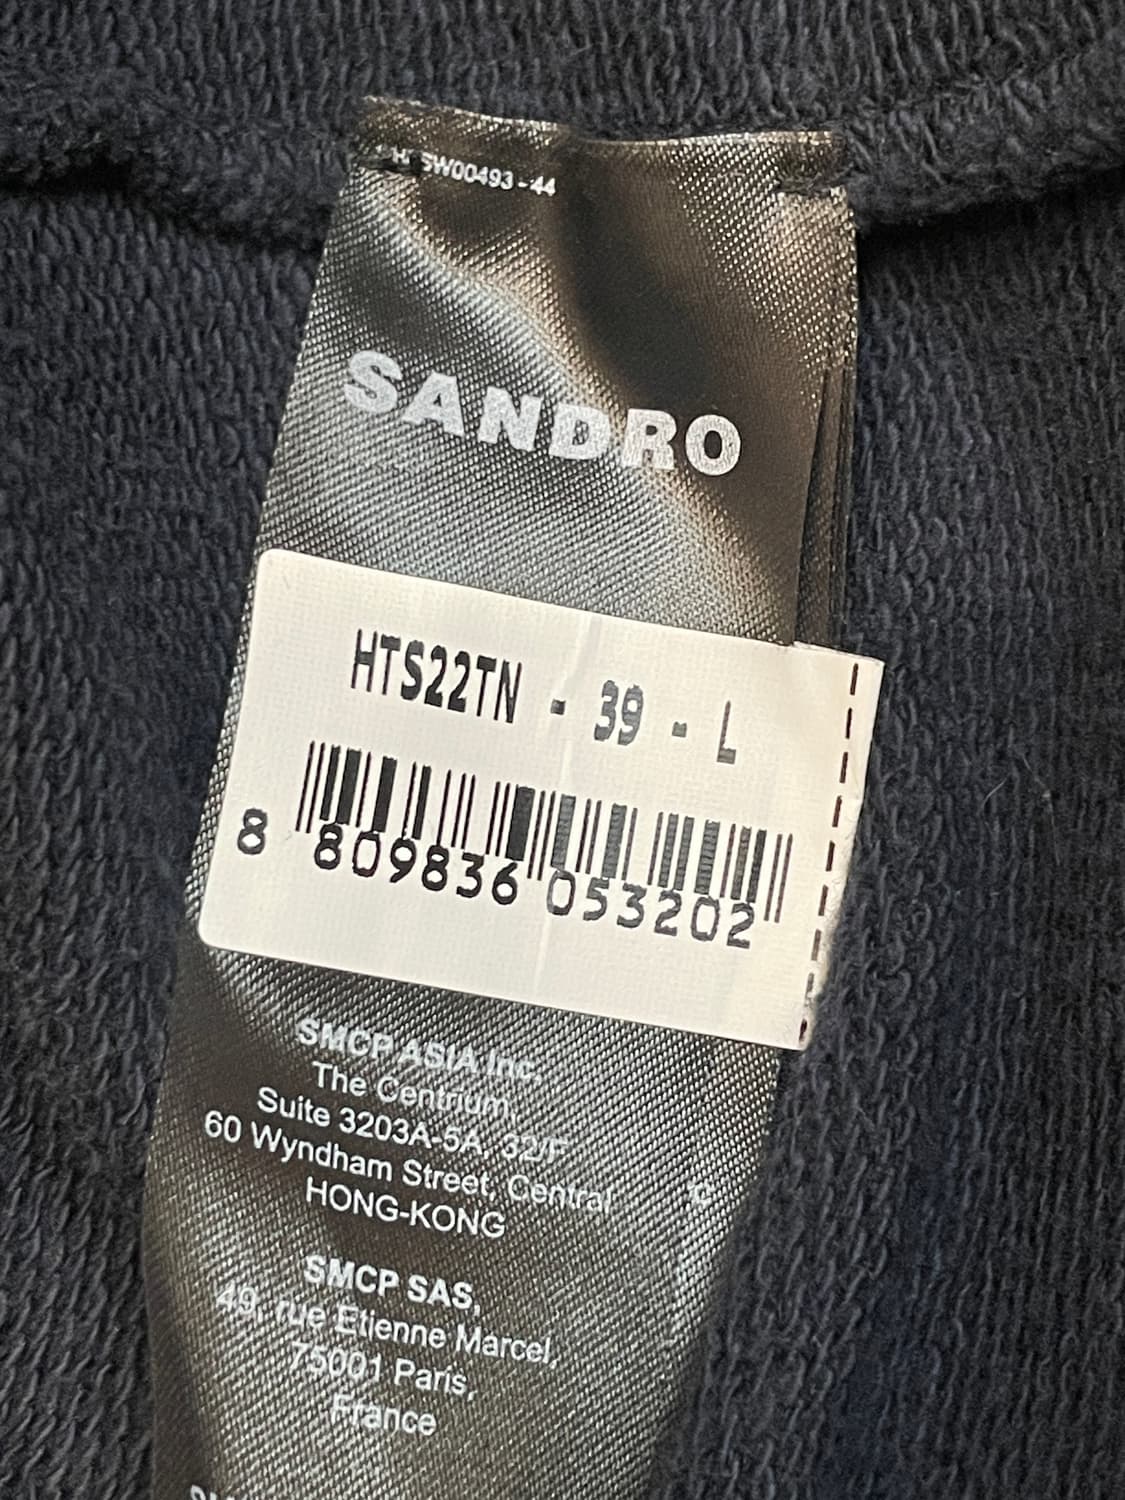 SW00493 - 44
SANDRO
HTS22TN - 39 - L
8 809836 053202
SMCP ASIA Inc,
The Centrium,
Suite 3203A-5A, 32/F
60 Wyndham Street, Central
HONG-KONG
SMCP SAS,
49, rue Etienne Marcel,
75001 Paris,
France